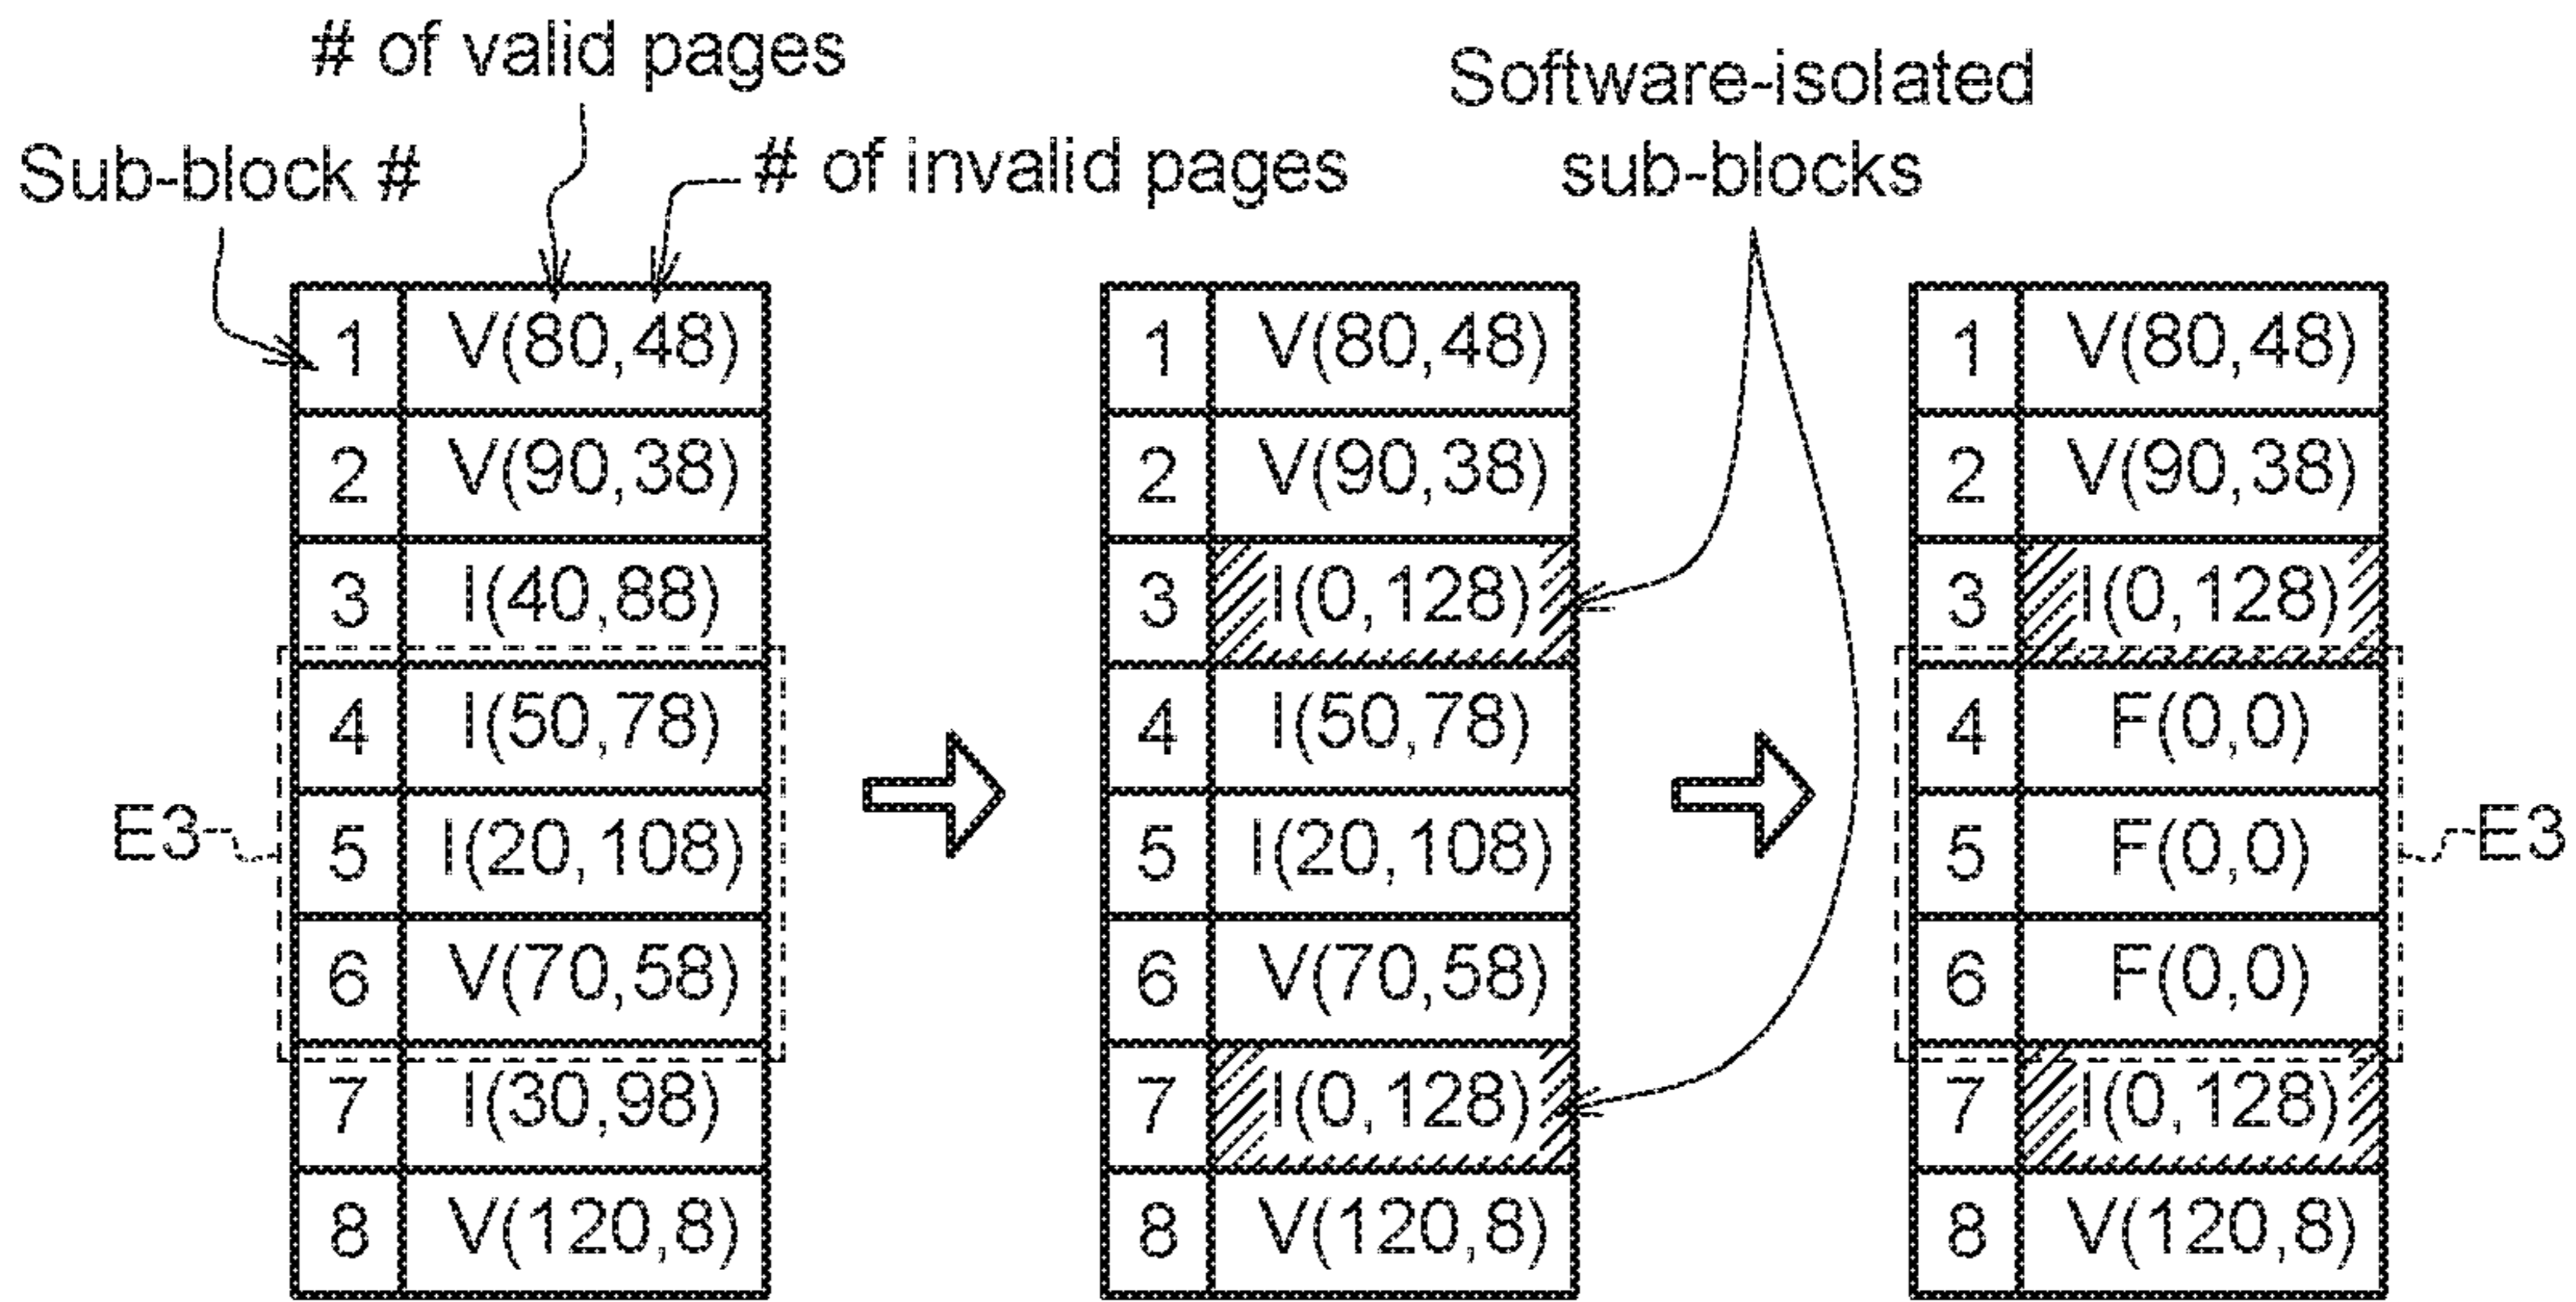 # of valid pages
Sub-block #
# of invalid pages
Software-isolated
sub-blocks
1 V(80,48)
2 V(90,38)
3 I(40,88)
4 I(50,78)
5 I(20,108)
6 V(70,58)
7 I(30,98)
8 V(120,8)
E3
1 V(80,48)
2 V(90,38)
3 I(0,128)
4 I(50,78)
5 I(20,108)
6 V(70,58)
7 I(0,128)
8 V(120,8)
1 V(80,48)
2 V(90,38)
3 I(0,128)
4 F(0,0)
5 F(0,0)
6 F(0,0)
7 I(0,128)
8 V(120,8)
E3